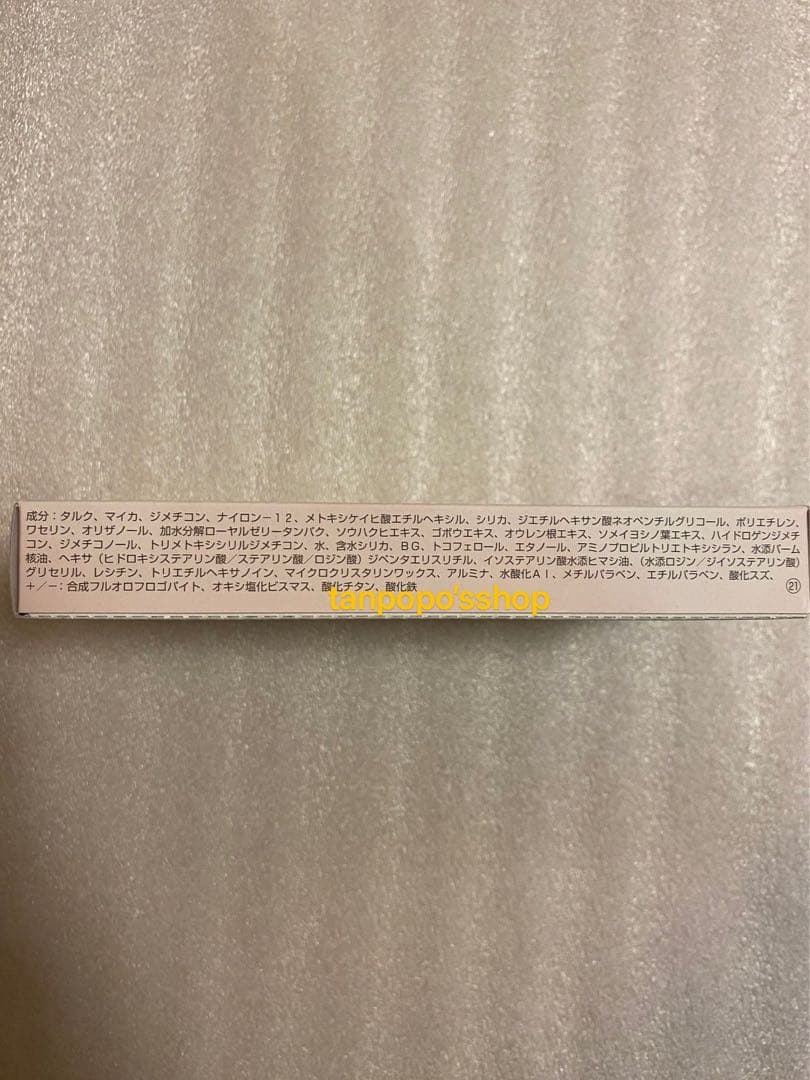 成分：タルク、マイカ、ジメチコン、ナイロン－１２、メトキシケイヒ酸エチルヘキシル、シリカ、ジエチルヘキサン酸ネオペンチルグリコール、ポリエチレン、
ワセリン、オリザノール、加水分解ローヤルゼリータンパク、ソウハクヒエキス、ゴボウエキス、オウレン根エキス、ソメイヨシノ葉エキス、ハイドロゲンジメチ
コン、ジメチコノール、トリメトキシシリルジメチコン、水、含水シリカ、ＢＧ、トコフェロール、エタノール、アミノプロピルトリエトキシシラン、水添パーム
核油、ヘキサ（ヒドロキシステアリン酸／ステアリン酸／ロジン酸）ジペンタエリスリチル、イソステアリン酸水添ヒマシ油、（水添ロジン／ジイソステアリン酸）
グリセリル、レシチン、トリエチルヘキサノイン、マイクロクリスタリンワックス、アルミナ、水酸化Ａｌ、メチルパラベン、エチルパラベン、酸化スズ、
＋／－：合成フルオロフロゴパイト、オキシ塩化ビスマス、酸化チタン、酸化鉄
㉑
tanpopo'sshop